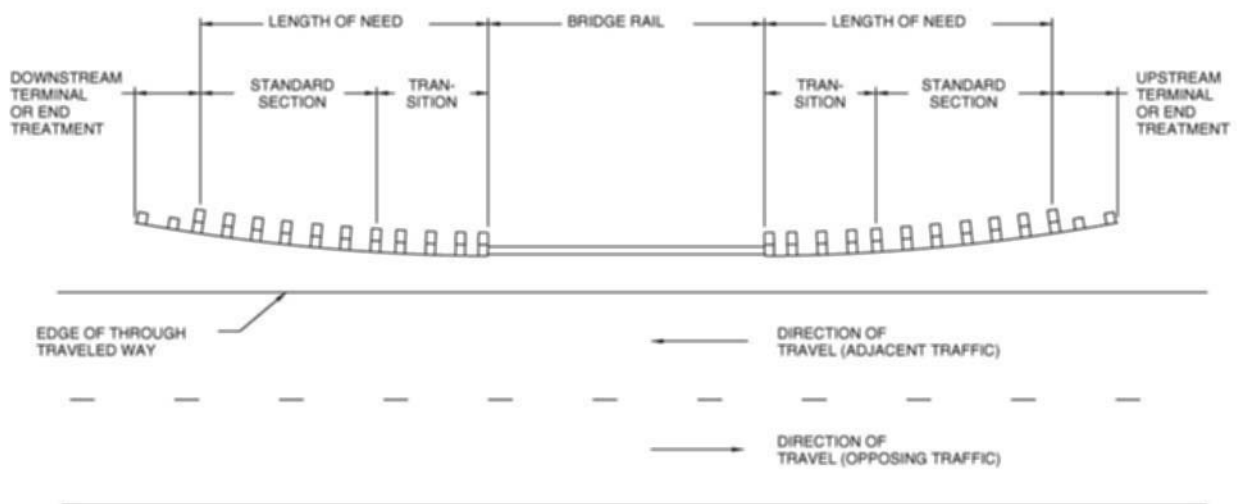 LENGTH OF NEED
BRIDGE RAIL
LENGTH OF NEED
DOWNSTREAM
TERMINAL
OR END
TREATMENT
STANDARD
SECTION
TRAN-
SITION
TRAN-
SITION
STANDARD
SECTION
UPSTREAM
TERMINAL
OR END
TREATMENT
EDGE OF THROUGH
TRAVELED WAY
DIRECTION OF
TRAVEL (ADJACENT TRAFFIC)
DIRECTION OF
TRAVEL (OPPOSING TRAFFIC)